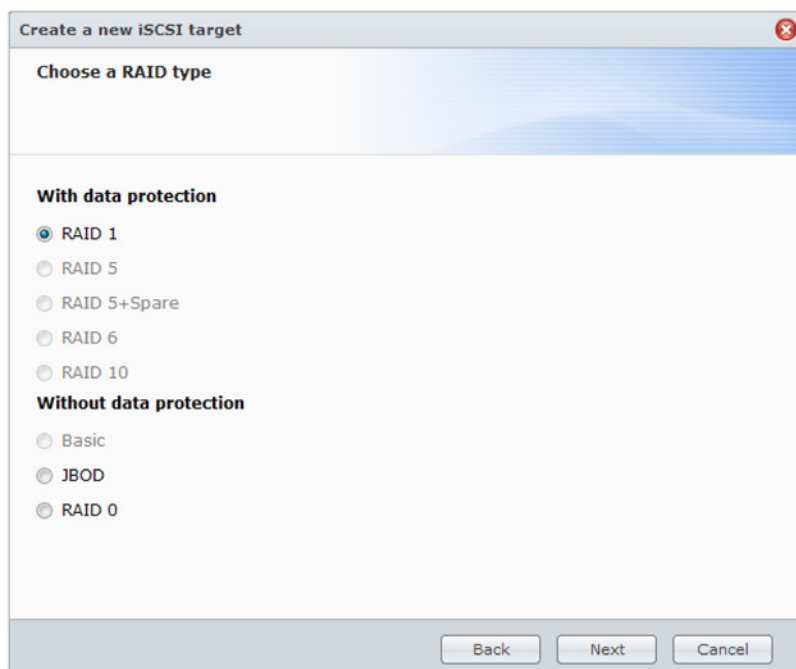 Create a new iSCSI target
Choose a RAID type
With data protection
RAID 1
RAID 5
RAID 5+Spare
RAID 6
RAID 10
Without data protection
Basic
JBOD
RAID 0
Back Next Cancel